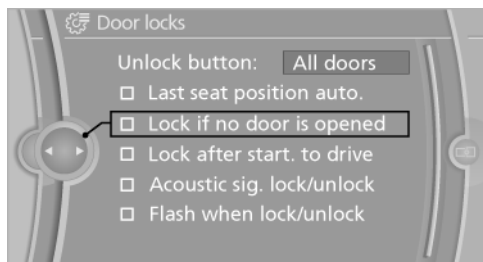 Door locks
Unlock button: All doors
Last seat position auto.
Lock if no door is opened
Lock after start. to drive
Acoustic sig. lock/unlock
Flash when lock/unlock